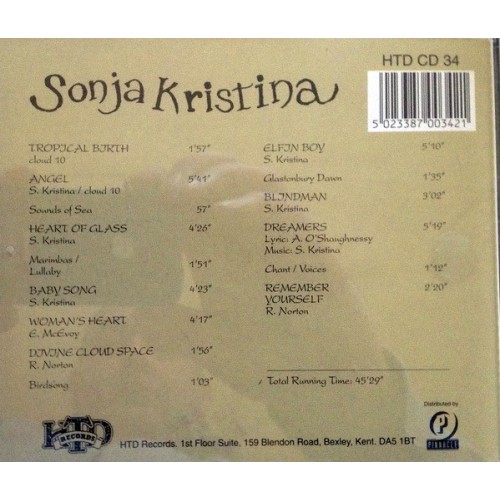 HTD CD 34
Sonja Kristina
5 023387 003421
TROPICAL BIRTH 1'57"
cloud 10
ANGEL 5'41"
S. Kristina / cloud 10
Sounds of Sea 57"
HEART OF GLASS 4'26"
S. Kristina
Marimbas / 
Lullaby 1'51"
BABY SONG 4'23"
S. Kristina
WOMAN'S HEART 4'17"
E. McEvoy
DIVINE CLOUD SPACE 1'56"
R. Norton
Birdsong 1'03"
ELFIN BOY 5'10"
S. Kristina
Glastonbury Dawn 1'35"
BLINDMAN 3'02"
S. Kristina
DREAMERS 5'19"
Lyric: A. O'Shaughnessy
Music: S. Kristina
Chant / Voices 1'12"
REMEMBER
YOURSELF 2'20"
R. Norton
Total Running Time: 45'29"
HTD
RECORDS
HTD Records. 1st Floor Suite, 159 Blendon Road, Bexley, Kent. DA5 1BT
Distributed by
P
PINNACLE